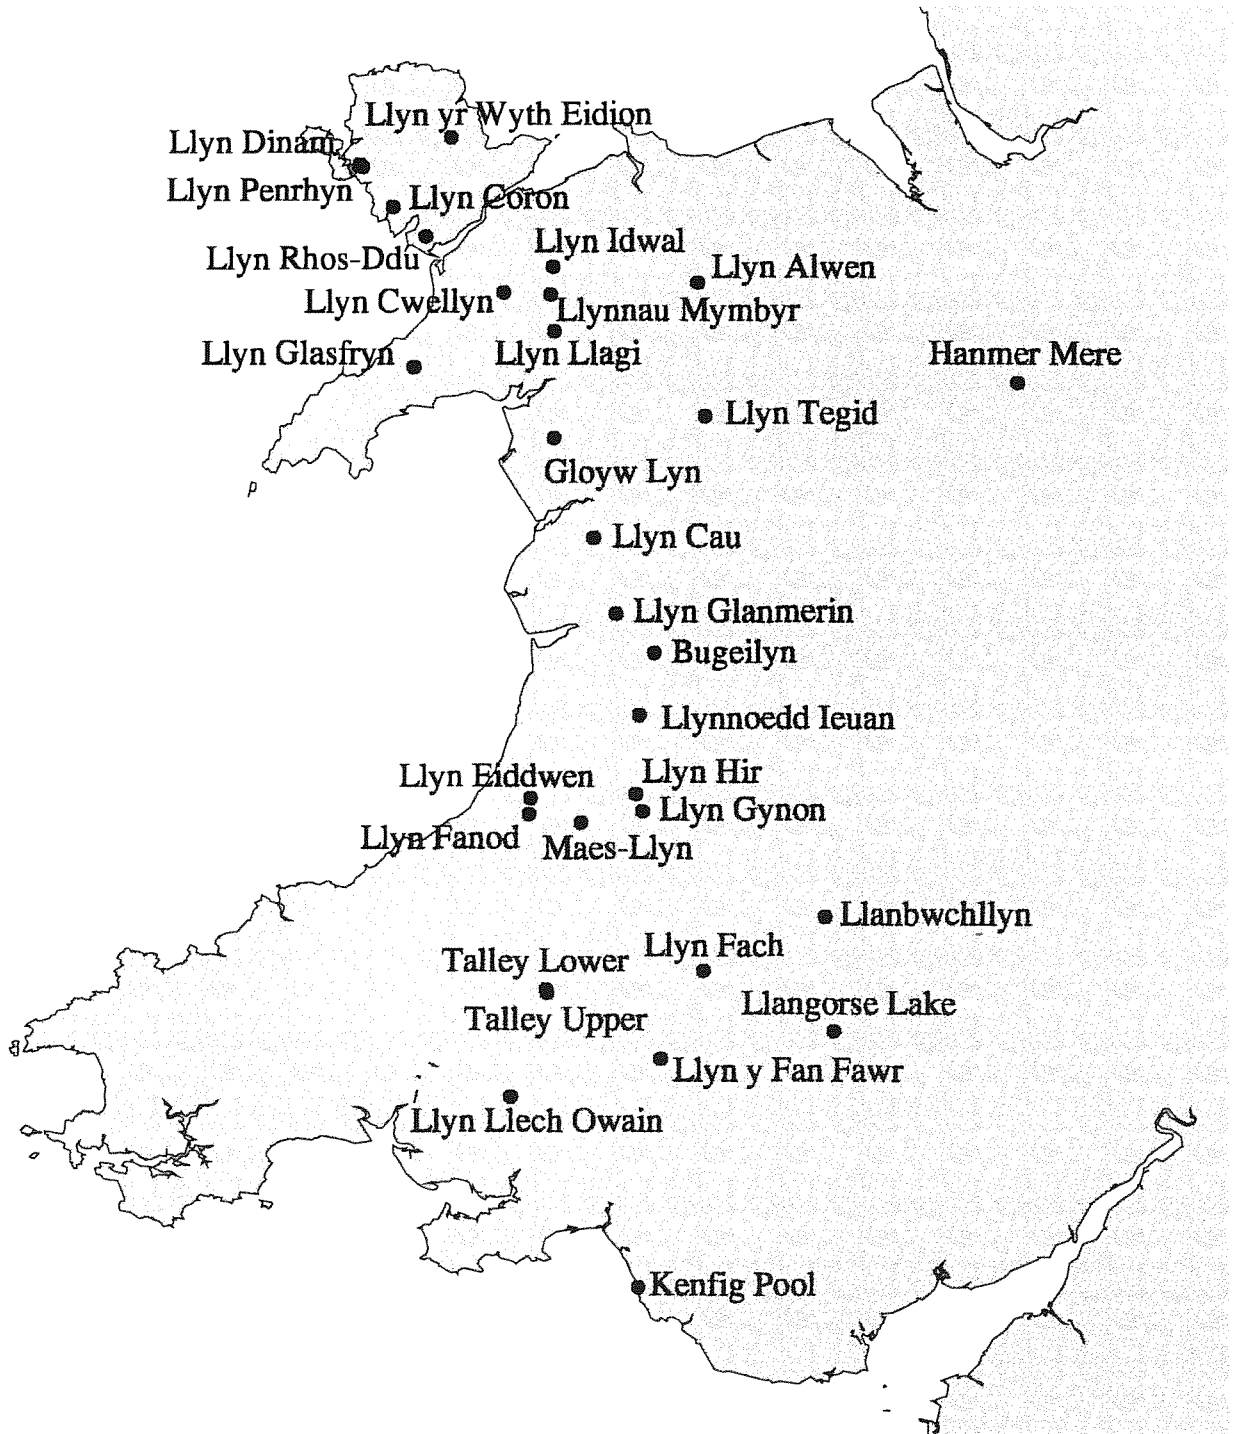 Llyn yr Wyth Eidion
Llyn Dinam
Llyn Penrhyn
Llyn Coron
Llyn Rhos-Ddu
Llyn Idwal
Llyn Alwen
Llyn Cwellyn
Llynnau Mymbyr
Llyn Glasfryn
Llyn Llagi
Hanmer Mere
Llyn Tegid
Gloyw Lyn
Llyn Cau
Llyn Glanmerin
Bugeilyn
Llynnoedd Ieuan
Llyn Eiddwen
Llyn Hir
Llyn Gynon
Llyn Fanod
Maes-Llyn
Llanbwchllyn
Llyn Fach
Talley Lower
Llangorse Lake
Talley Upper
Llyn y Fan Fawr
Llyn Llech Owain
Kenfig Pool